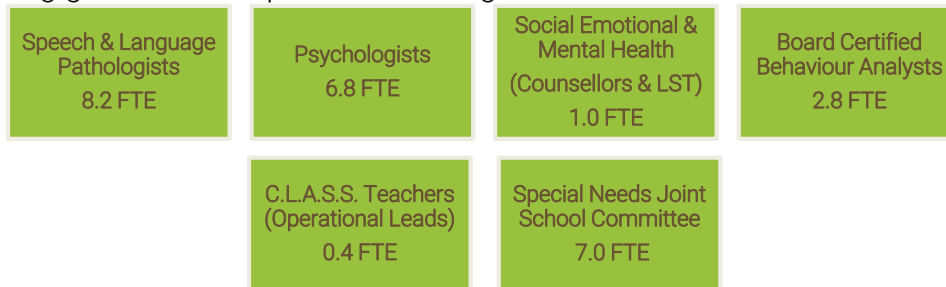 Speech & Language
Pathologists
8.2 FTE
Psychologists
6.8 FTE
Social Emotional &
Mental Health
(Counsellors & LST)
1.0 FTE
Board Certified
Behaviour Analysts
2.8 FTE
C.L.A.S.S. Teachers
(Operational Leads)
0.4 FTE
Special Needs Joint
School Committee
7.0 FTE